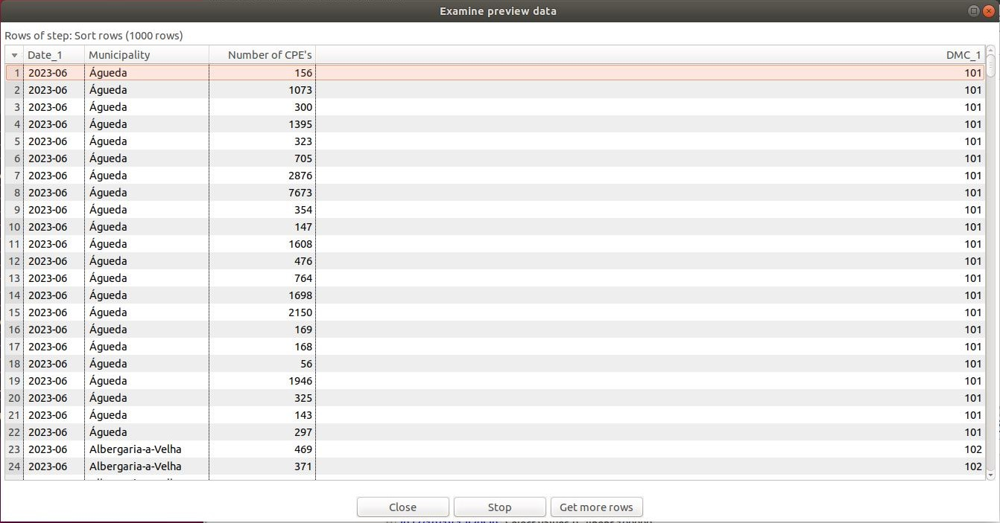 Examine preview data
Rows of step: Sort rows (1000 rows)
Date_1 Municipality Number of CPE's DMC_1
1 2023-06 Águeda 156 101
2 2023-06 Águeda 1073 101
3 2023-06 Águeda 300 101
4 2023-06 Águeda 1395 101
5 2023-06 Águeda 323 101
6 2023-06 Águeda 705 101
7 2023-06 Águeda 2876 101
8 2023-06 Águeda 7673 101
9 2023-06 Águeda 354 101
10 2023-06 Águeda 147 101
11 2023-06 Águeda 1608 101
12 2023-06 Águeda 476 101
13 2023-06 Águeda 764 101
14 2023-06 Águeda 1698 101
15 2023-06 Águeda 2150 101
16 2023-06 Águeda 169 101
17 2023-06 Águeda 168 101
18 2023-06 Águeda 56 101
19 2023-06 Águeda 1946 101
20 2023-06 Águeda 325 101
21 2023-06 Águeda 143 101
22 2023-06 Águeda 297 101
23 2023-06 Albergaria-a-Velha 469 102
24 2023-06 Albergaria-a-Velha 371 102
Close Stop Get more rows